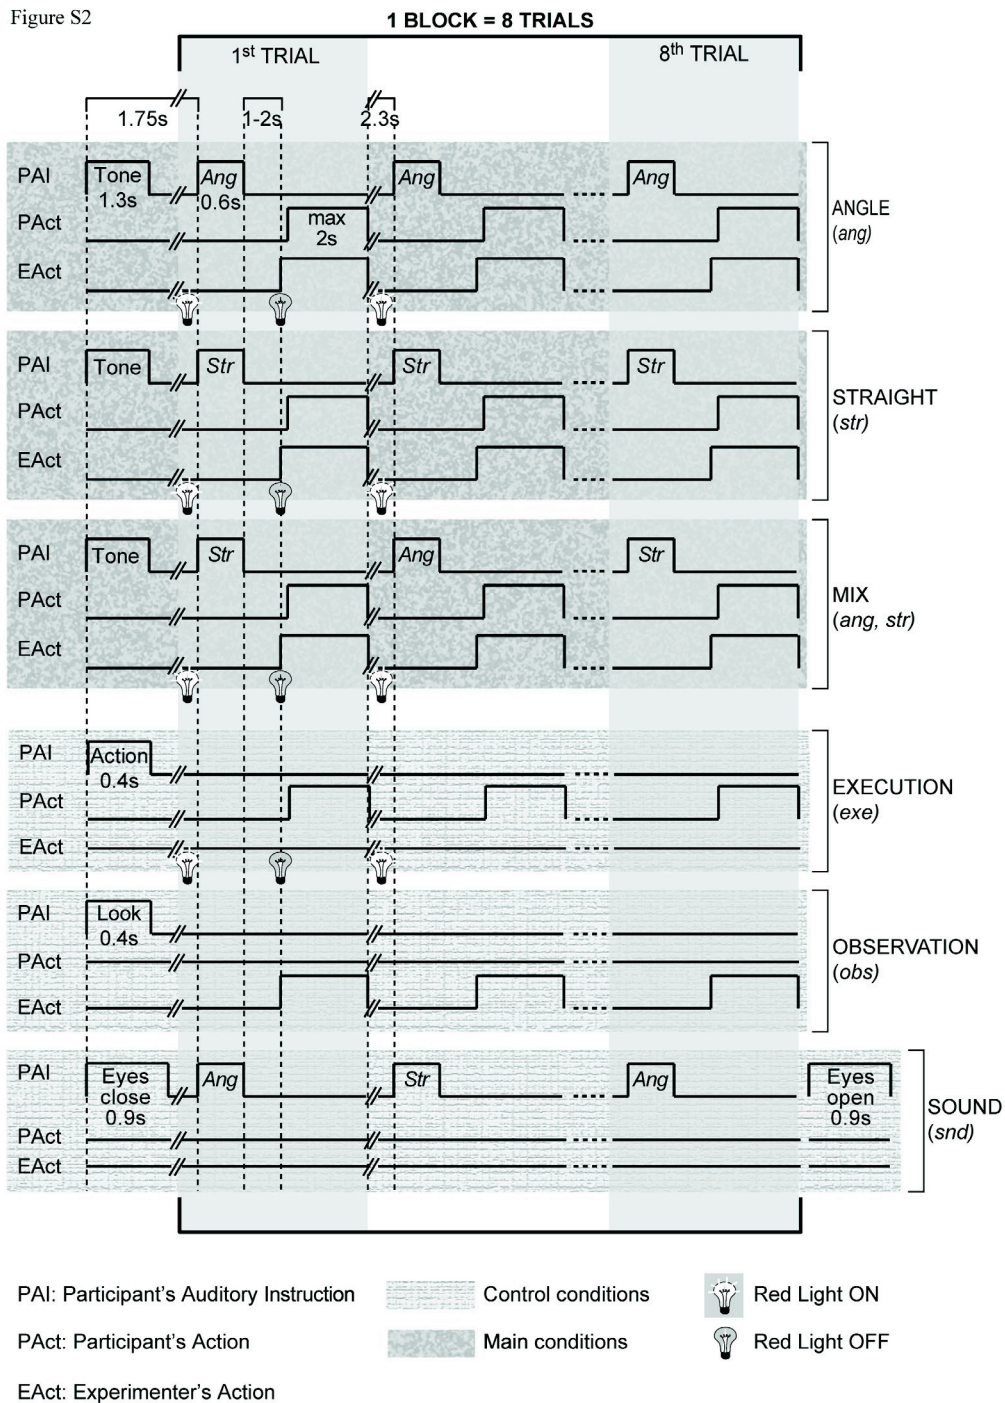 Figure S2
1 BLOCK = 8 TRIALS
1st TRIAL
8th TRIAL
1.75s
1-2s
2.3s
PAI
Tone
1.3s
Ang
0.6s
Ang
Ang
PAct
max
2s
EAct
ANGLE
(ang)
PAI
Tone
Str
Str
Str
PAct
EAct
STRAIGHT
(str)
PAI
Tone
Str
Ang
Str
PAct
EAct
MIX
(ang, str)
PAI
Action
0.4s
PAct
EAct
EXECUTION
(exe)
PAI
Look
0.4s
PAct
EAct
OBSERVATION
(obs)
PAI
Eyes
close
0.9s
Ang
Str
Ang
Eyes
open
0.9s
PAct
EAct
SOUND
(snd)
PAI: Participant's Auditory Instruction
Control conditions
Red Light ON
PAct: Participant's Action
Main conditions
Red Light OFF
EAct: Experimenter's Action